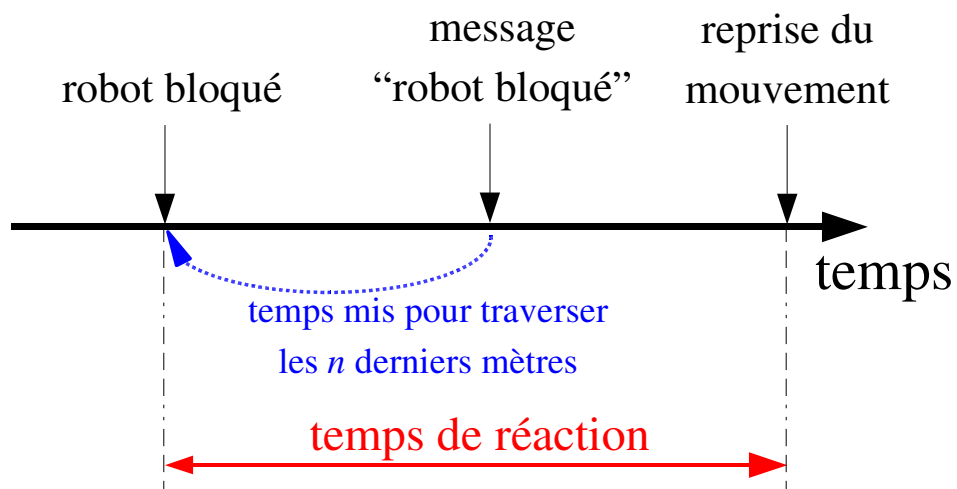 robot bloqué
message
“robot bloqué”
reprise du
mouvement
temps
temps mis pour traverser
les n derniers mètres
temps de réaction